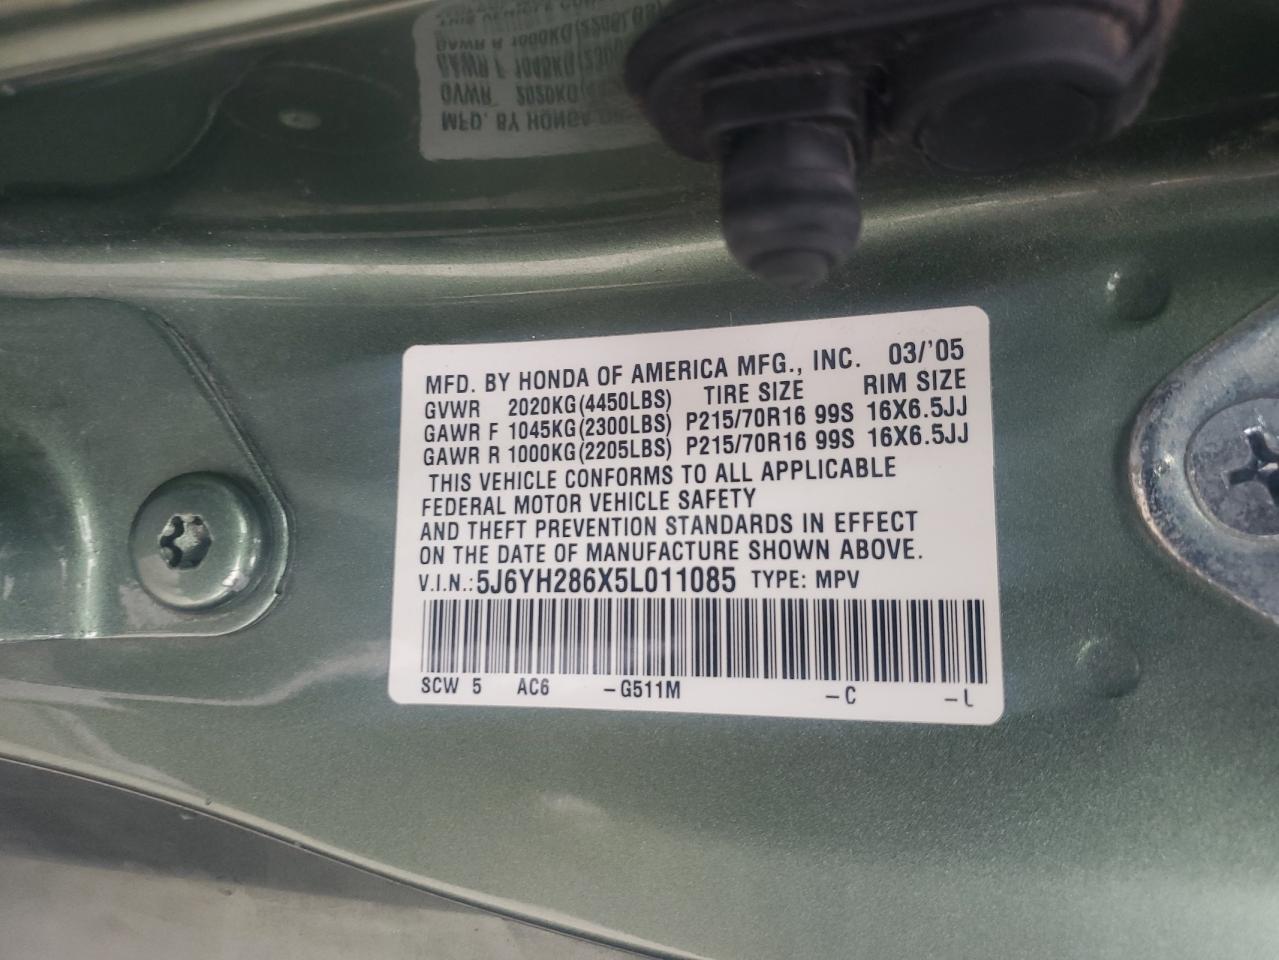 MFD. BY HONDA OF AMERICA MFG., INC. 03/'05
GVWR 2020KG(4450LBS) TIRE SIZE RIM SIZE
GAWR F 1045KG(2300LBS) P215/70R16 99S 16X6.5JJ
GAWR R 1000KG(2205LBS) P215/70R16 99S 16X6.5JJ
THIS VEHICLE CONFORMS TO ALL APPLICABLE
FEDERAL MOTOR VEHICLE SAFETY
AND THEFT PREVENTION STANDARDS IN EFFECT
ON THE DATE OF MANUFACTURE SHOWN ABOVE.
V.I.N.: 5J6YH286X5L011085 TYPE: MPV
SCW 5 AC6 -G511M -C -L